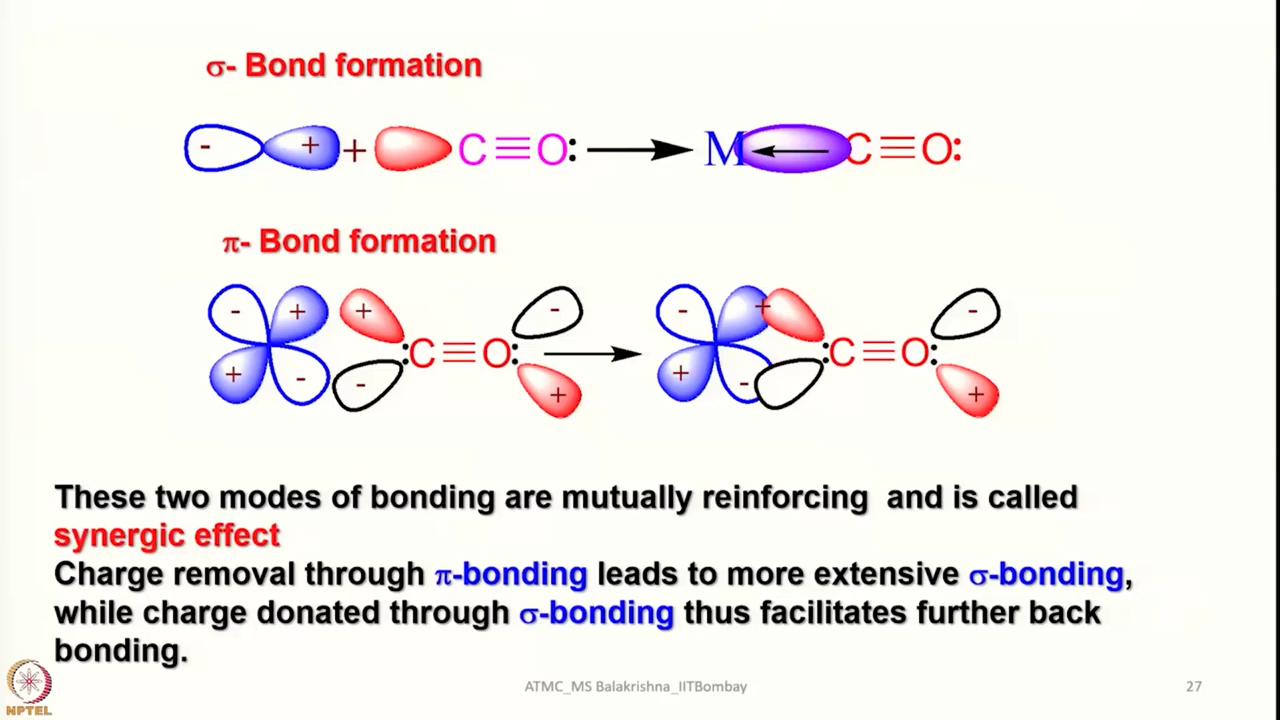 σ- Bond formation
- + + C≡O: M C≡O:
π- Bond formation
- + + - - + +
:C≡O: :C≡O:
+ - - + + - - +
These two modes of bonding are mutually reinforcing and is called
synergic effect
Charge removal through π-bonding leads to more extensive σ-bonding,
while charge donated through σ-bonding thus facilitates further back
bonding.
NPTEL
ATMC_MS Balakrishna_IITBombay
27